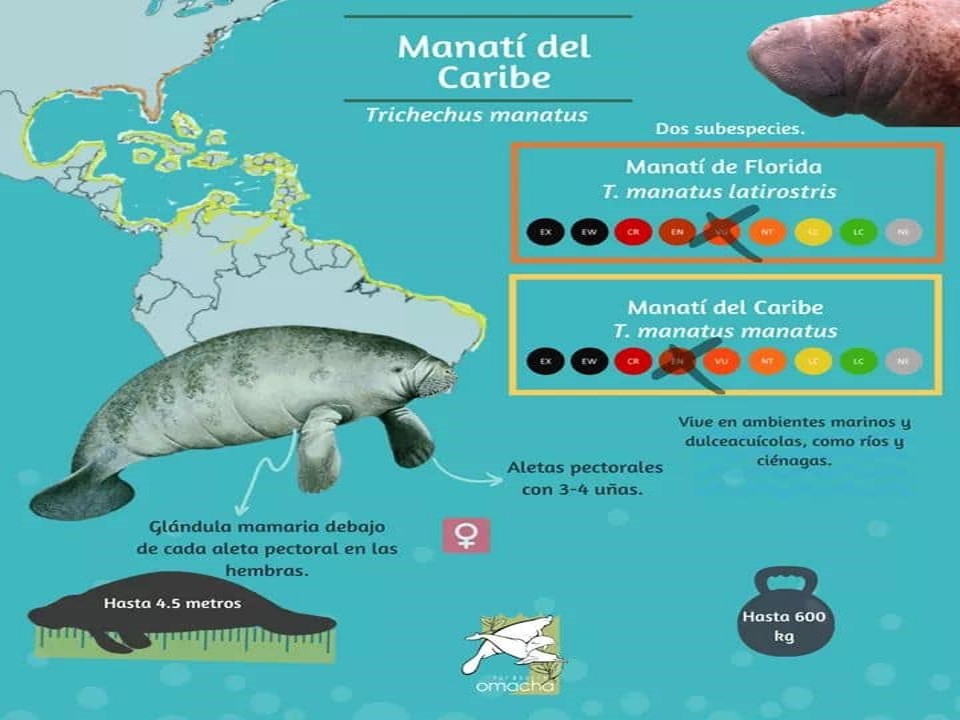 Manatí del
Caribe
Trichechus manatus
Dos subespecies.
Manatí de Florida
T. manatus latirostris
EX EW CR EN VU NT LC LC NE
Manatí del Caribe
T. manatus manatus
EX EW CR EN VU NT LC LC NE
Vive en ambientes marinos y
dulceacuícolas, como ríos y
ciénagas.
Aletas pectorales
con 3-4 uñas.
Glándula mamaria debajo
de cada aleta pectoral en las
hembras.
Hasta 4.5 metros
Hasta 600
kg
omacha